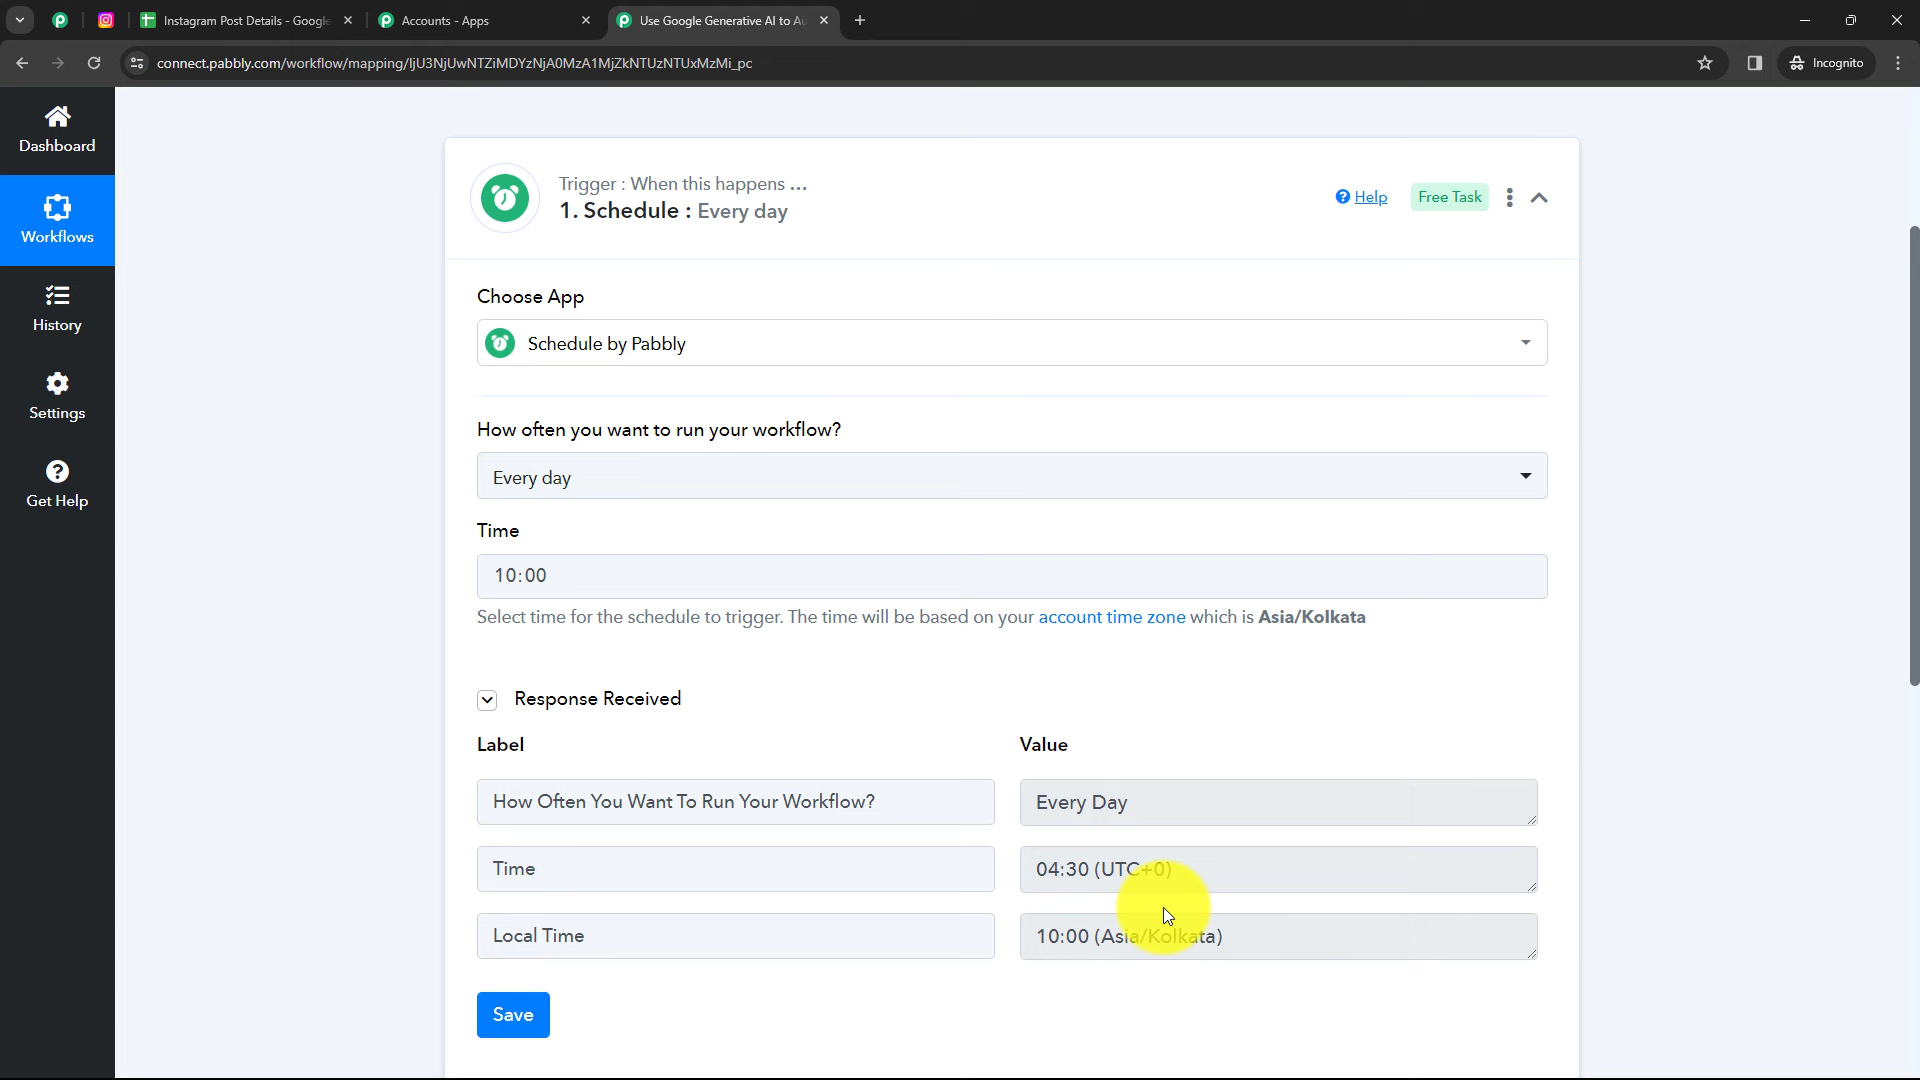 Instagram Post Details - Google
Accounts - Apps
Use Google Generative AI to Au
connect.pabbly.com/workflow/mapping/IjU3NjUwNTZiMDYzNjA0MzA1MjZkNTUzNTUxMzMi_pc
Incognito
Dashboard
Workflows
History
Settings
Get Help
Trigger : When this happens ...
1. Schedule : Every day
Help
Free Task
Choose App
Schedule by Pabbly
How often you want to run your workflow?
Every day
Time
10:00
Select time for the schedule to trigger. The time will be based on your account time zone which is Asia/Kolkata
Response Received
Label
Value
How Often You Want To Run Your Workflow?
Every Day
Time
04:30 (UTC+0)
Local Time
10:00 (Asia/Kolkata)
Save